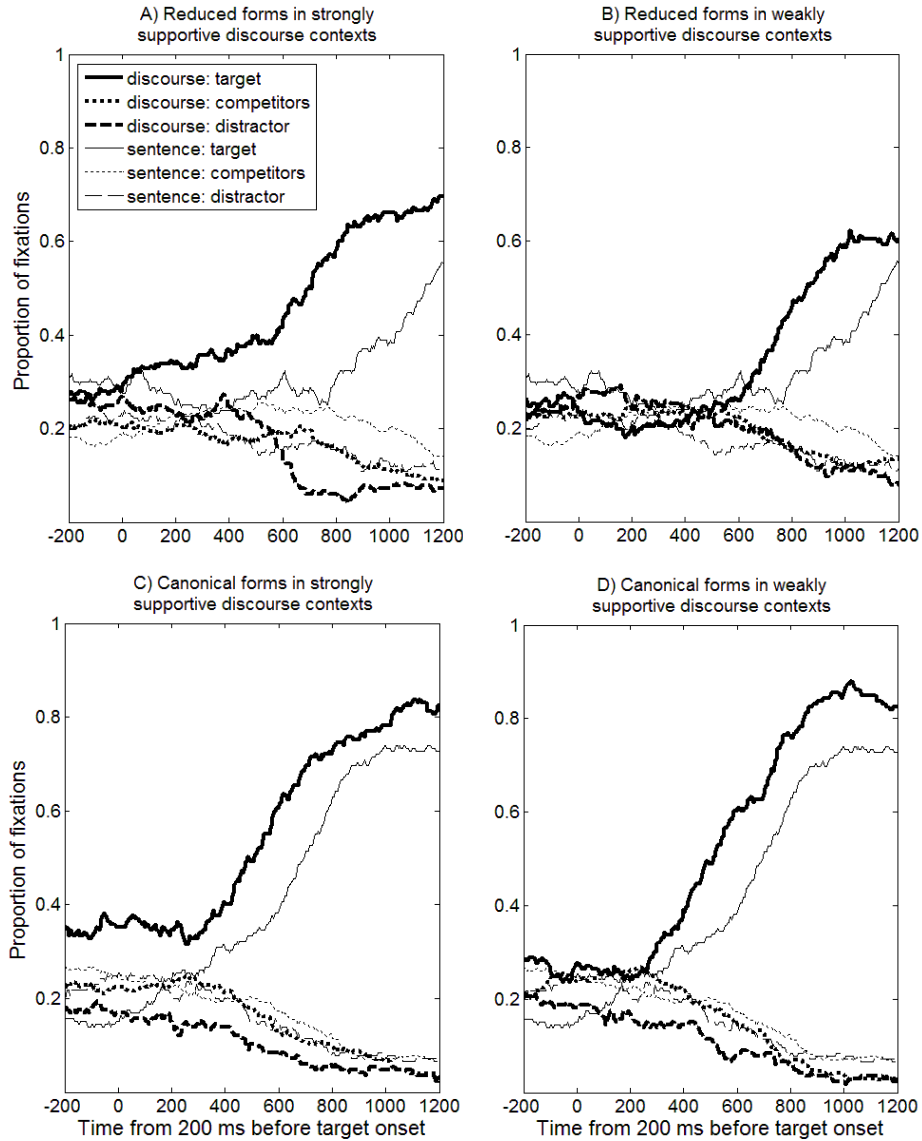 A) Reduced forms in strongly
supportive discourse contexts
B) Reduced forms in weakly
supportive discourse contexts
1
0.8
0.6
0.4
0.2
Proportion of fixations
discourse: target
discourse: competitors
discourse: distractor
sentence: target
sentence: competitors
sentence: distractor
-200 0 200 400 600 800 1000 1200
1
0.8
0.6
0.4
0.2
-200 0 200 400 600 800 1000 1200
C) Canonical forms in strongly
supportive discourse contexts
D) Canonical forms in weakly
supportive discourse contexts
1
0.8
0.6
0.4
0.2
Proportion of fixations
-200 0 200 400 600 800 1000 1200
Time from 200 ms before target onset
1
0.8
0.6
0.4
0.2
-200 0 200 400 600 800 1000 1200
Time from 200 ms before target onset